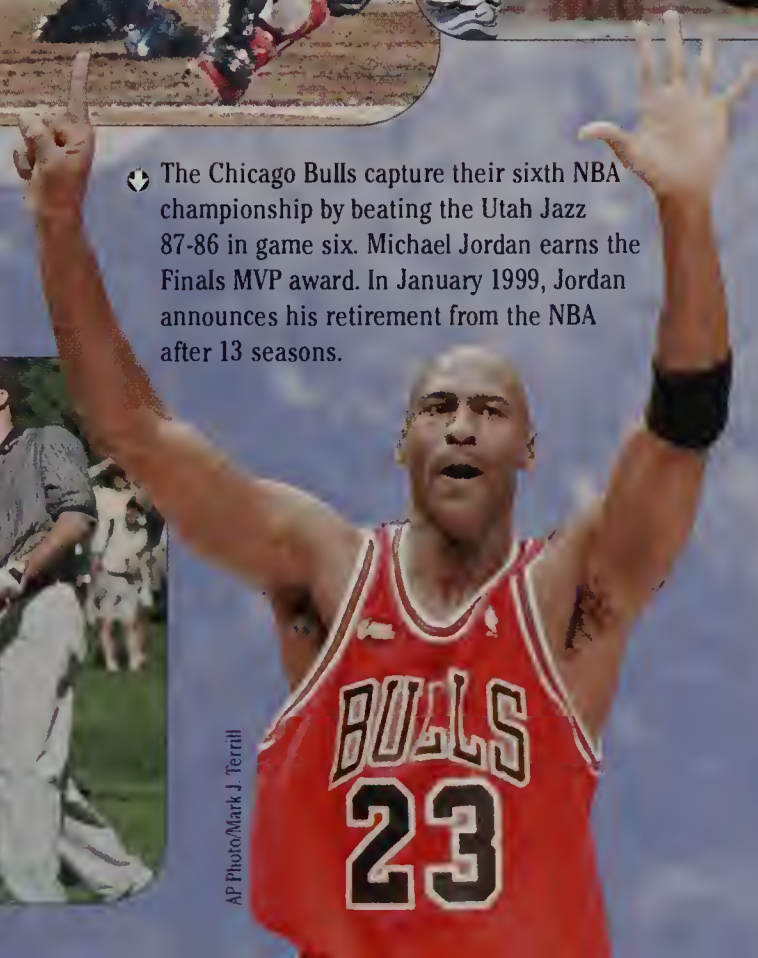 The Chicago Bulls capture their sixth NBA
championship by beating the Utah Jazz
87-86 in game six. Michael Jordan earns the
Finals MVP award. In January 1999, Jordan
announces his retirement from the NBA
after 13 seasons.
BULLS
23
AP Photo/Mark J. Terrill